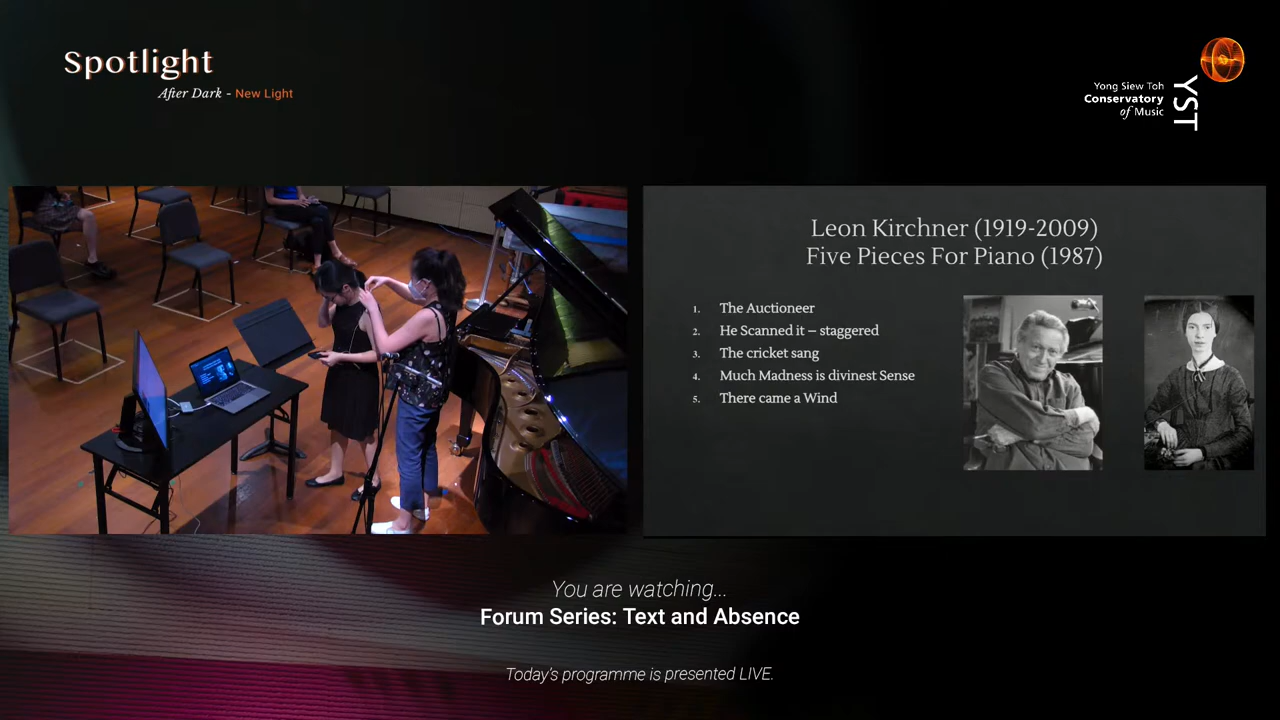 Spotlight
After Dark - New Light
Yong Siew Toh
Conservatory
of Music
YST
Leon Kirchner (1919-2009)
Five Pieces For Piano (1987)
1. The Auctioneer
2. He Scanned it – staggered
3. The cricket sang
4. Much Madness is divinest Sense
5. There came a Wind
You are watching...
Forum Series: Text and Absence
Today's programme is presented LIVE.